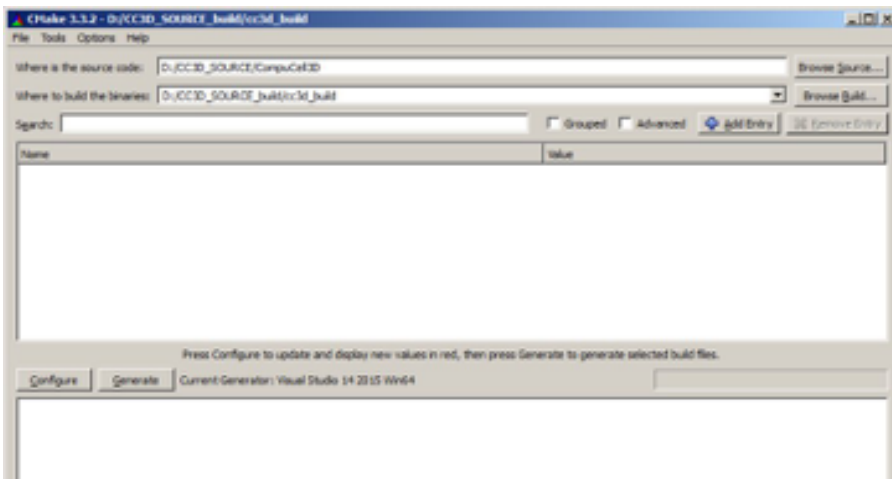 CMake 3.3.2 - D:/CC3D_SOURCE_build/cc3d_build
File Tools Options Help
Where is the source code: D:/CC3D_SOURCE/CompuCell3D Browse Source...
Where to build the binaries: D:/CC3D_SOURCE_build/cc3d_build Browse Build...
Search: Grouped Advanced Add Entry Remove Entry
Name Value
Press Configure to update and display new values in red, then press Generate to generate selected build files.
Configure Generate Current Generator: Visual Studio 14 2015 Win64